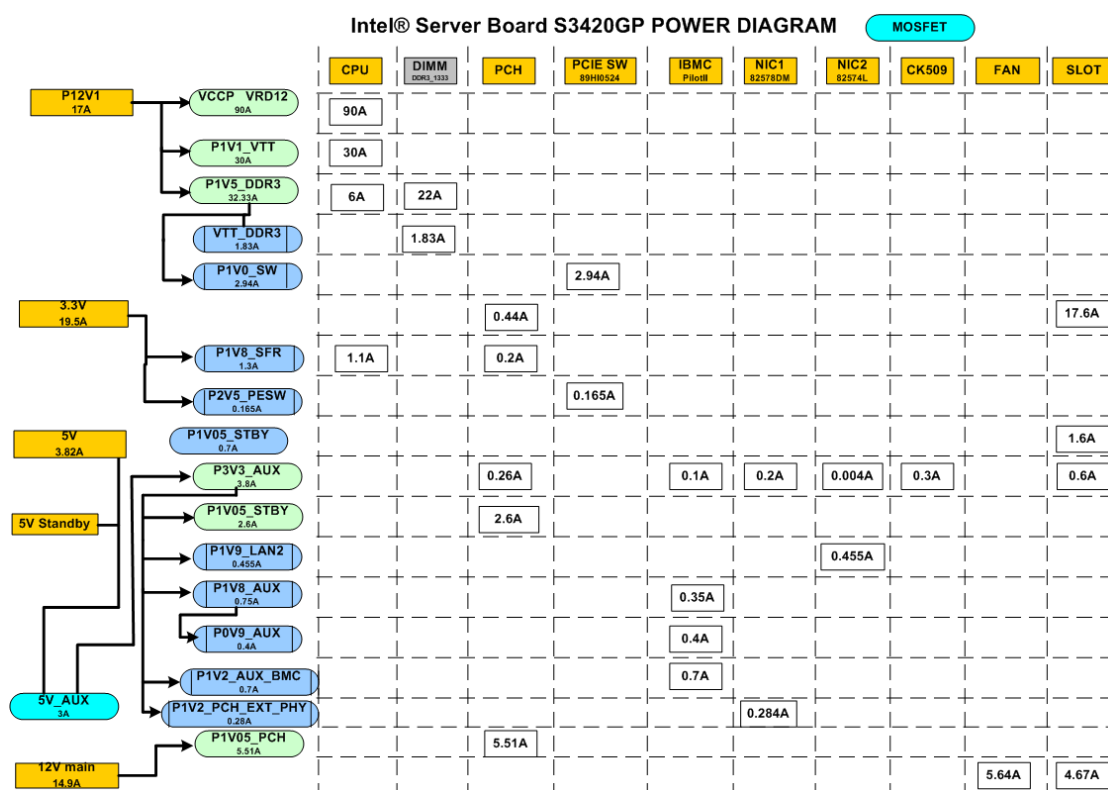 Intel® Server Board S3420GP POWER DIAGRAM
MOSFET
CPU
DIMM
DDR3_1333
PCH
PCIE SW
89HI0524
IBMC
PilotII
NIC1
82578DM
NIC2
82574L
CK509
FAN
SLOT
P12V1
17A
VCCP VRD12
90A
90A
P1V1_VTT
30A
30A
P1V5_DDR3
32.33A
6A
22A
VTT_DDR3
1.83A
1.83A
P1V0_SW
2.94A
2.94A
3.3V
19.5A
0.44A
17.6A
P1V8_SFR
1.3A
1.1A
0.2A
P2V5_PESW
0.165A
0.165A
5V
3.82A
P1V05_STBY
0.7A
1.6A
P3V3_AUX
3.8A
0.26A
0.1A
0.2A
0.004A
0.3A
0.6A
5V Standby
P1V05_STBY
2.6A
2.6A
P1V9_LAN2
0.455A
0.455A
P1V8_AUX
0.75A
0.35A
P0V9_AUX
0.4A
0.4A
P1V2_AUX_BMC
0.7A
0.7A
5V_AUX
3A
P1V2_PCH_EXT_PHY
0.28A
0.284A
P1V05_PCH
5.51A
5.51A
12V main
14.9A
5.64A
4.67A